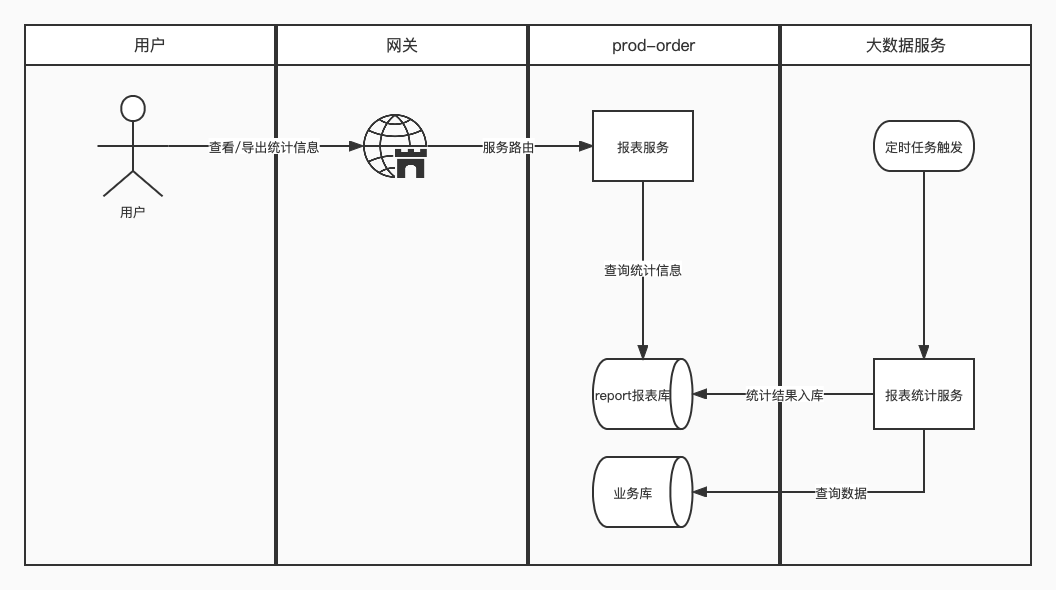 用户
网关
prod-order
大数据服务
查看/导出统计信息
服务路由
报表服务
定时任务触发
用户
查询统计信息
report报表库
统计结果入库
报表统计服务
业务库
查询数据